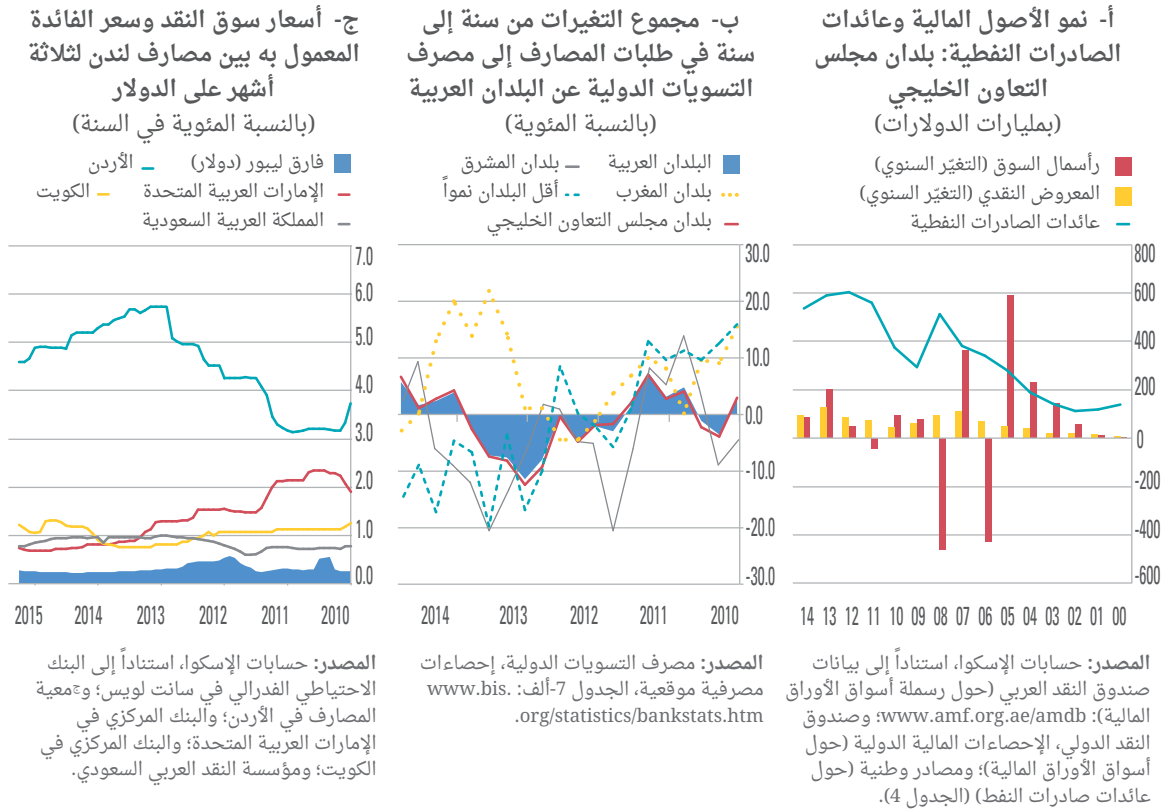 أ- نمو الأصول المالية وعائدات
الصادرات النفطية: بلدان مجلس
التعاون الخليجي
(بمليارات الدولارات)
رأسمال السوق (التغيّر السنوي)
المعروض النقدي (التغيّر السنوي)
عائدات الصادرات النفطية
800
600
400
200
0
-200
-400
-600
14 13 12 11 10 09 08 07 06 05 04 03 02 01 00
المصدر: حسابات الإسكوا، استناداً إلى بيانات
صندوق النقد العربي (حول رسملة أسواق الأوراق
المالية): www.amf.org.ae/amdb؛ وصندوق
النقد الدولي، الإحصاءات المالية الدولية (حول
أسواق الأوراق المالية)؛ ومصادر وطنية (حول
عائدات صادرات النفط) (الجدول 4).
ب- مجموع التغيرات من سنة إلى
سنة في طلبات المصارف إلى مصرف
التسويات الدولية عن البلدان العربية
(بالنسبة المئوية)
البلدان العربية بلدان المشرق
بلدان المغرب أقل البلدان نمواً
بلدان مجلس التعاون الخليجي
30.0
20.0
10.0
0.0
-10.0
-20.0
-30.0
2014 2013 2012 2011 2010
المصدر: مصرف التسويات الدولية، إحصاءات
مصرفية موقعية، الجدول 7-ألف: www.bis.
org/statistics/bankstats.htm.
ج- أسعار سوق النقد وسعر الفائدة
المعمول به بين مصارف لندن لثلاثة
أشهر على الدولار
(بالنسبة المئوية في السنة)
فارق ليبور (دولار) الأردن
الإمارات العربية المتحدة الكويت
المملكة العربية السعودية
7.0
6.0
5.0
4.0
3.0
2.0
1.0
0.0
2015 2014 2013 2012 2011 2010
المصدر: حسابات الإسكوا، استناداً إلى البنك
الاحتياطي الفدرالي في سانت لويس؛ وجمعية
المصارف في الأردن؛ والبنك المركزي في
الإمارات العربية المتحدة؛ والبنك المركزي في
الكويت؛ ومؤسسة النقد العربي السعودي.